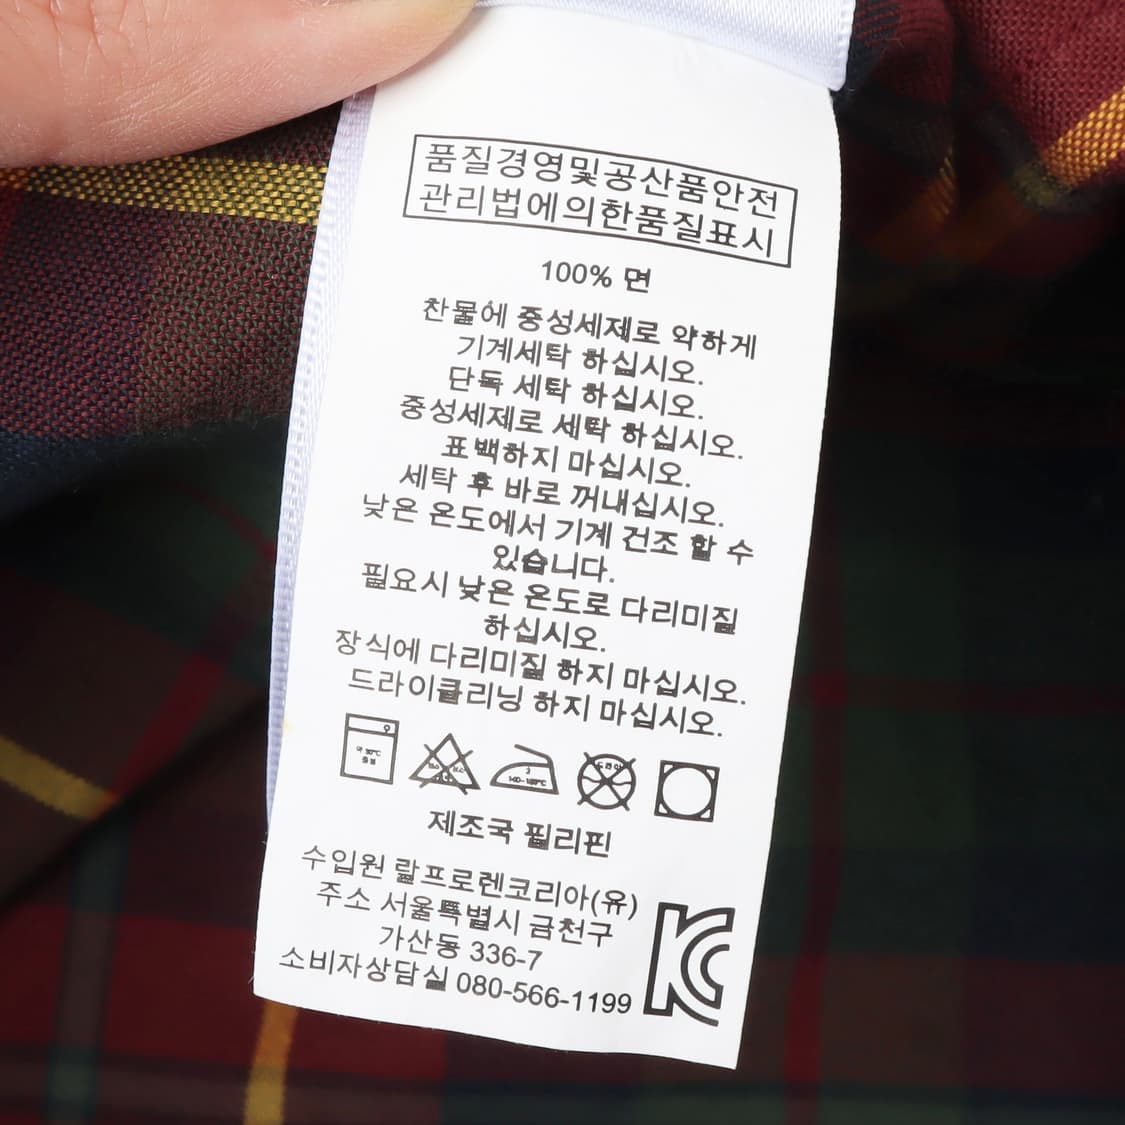 품질경영및공산품안전
관리법에의한품질표시
100% 면
찬물에 중성세제로 약하게
기계세탁 하십시오.
단독 세탁 하십시오.
중성세제로 세탁 하십시오.
표백하지 마십시오.
세탁 후 바로 꺼내십시오.
낮은 온도에서 기계 건조 할 수
있습니다.
필요시 낮은 온도로 다리미질
하십시오.
장식에 다리미질 하지 마십시오.
드라이클리닝 하지 마십시오.
제조국 필리핀
수입원 랄프로렌코리아(유)
주소 서울특별시 금천구
가산동 336-7
소비자상담실 080-566-1199